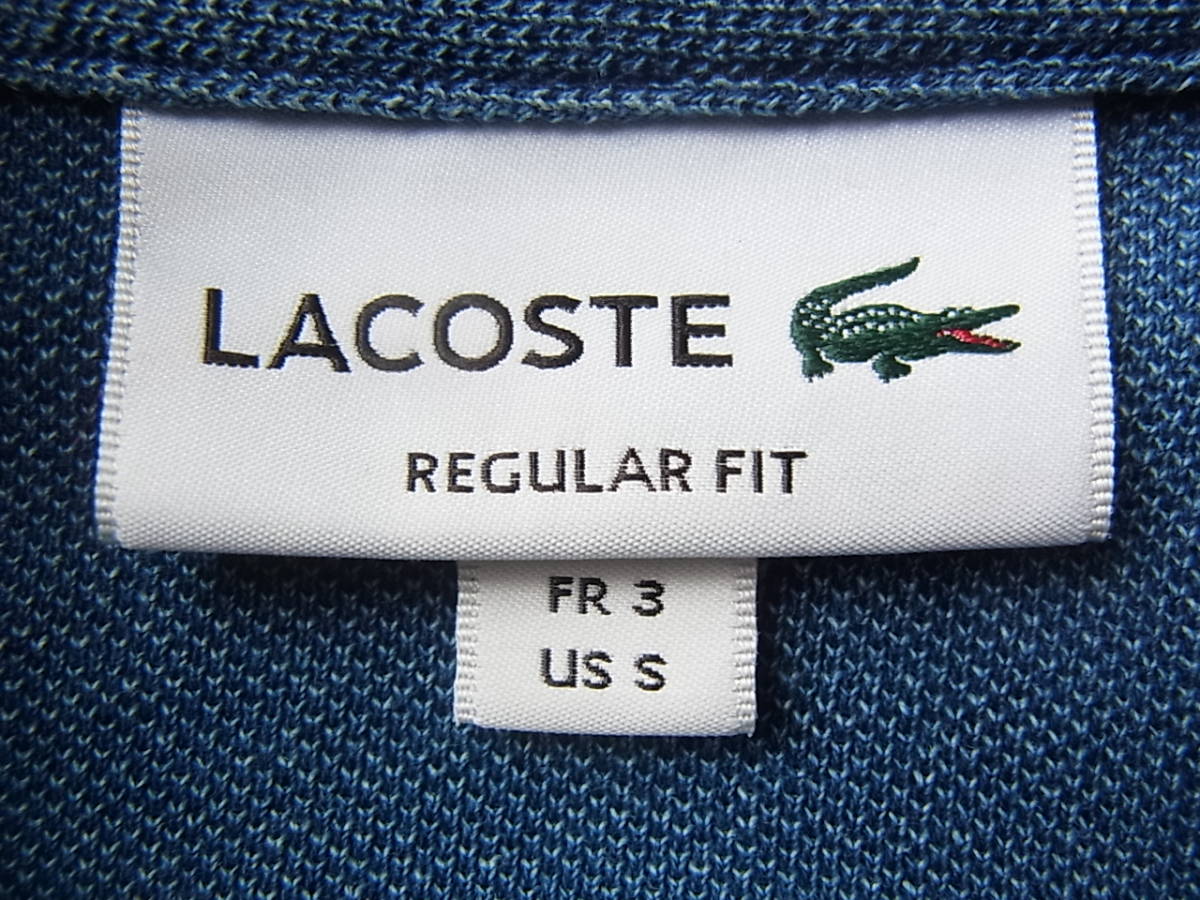 LACOSTE
REGULAR FIT
FR 3
US S